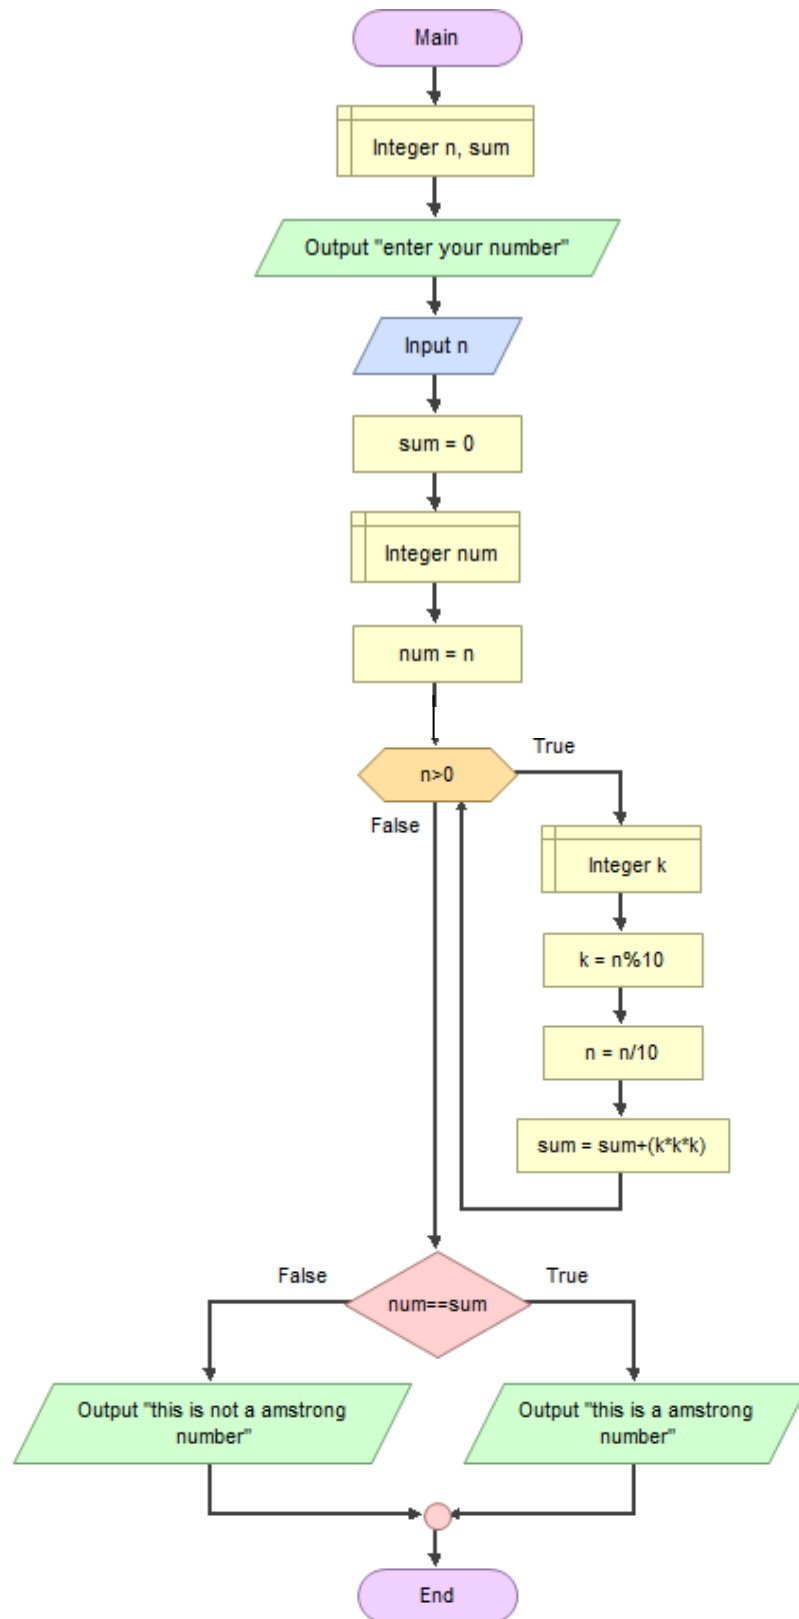 Main
Integer n, sum
Output "enter your number"
Input n
sum = 0
Integer num
num = n
n>0
True
False
Integer k
k = n%10
n = n/10
sum = sum+(k*k*k)
num==sum
False
True
Output "this is not a amstrong
number"
Output "this is a amstrong
number"
End